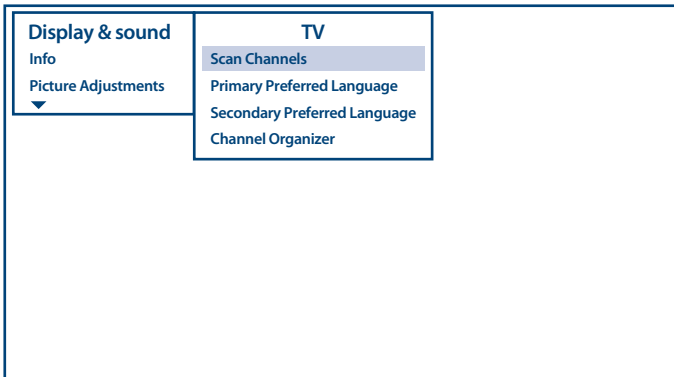 Display & sound
Info
Picture Adjustments
TV
Scan Channels
Primary Preferred Language
Secondary Preferred Language
Channel Organizer